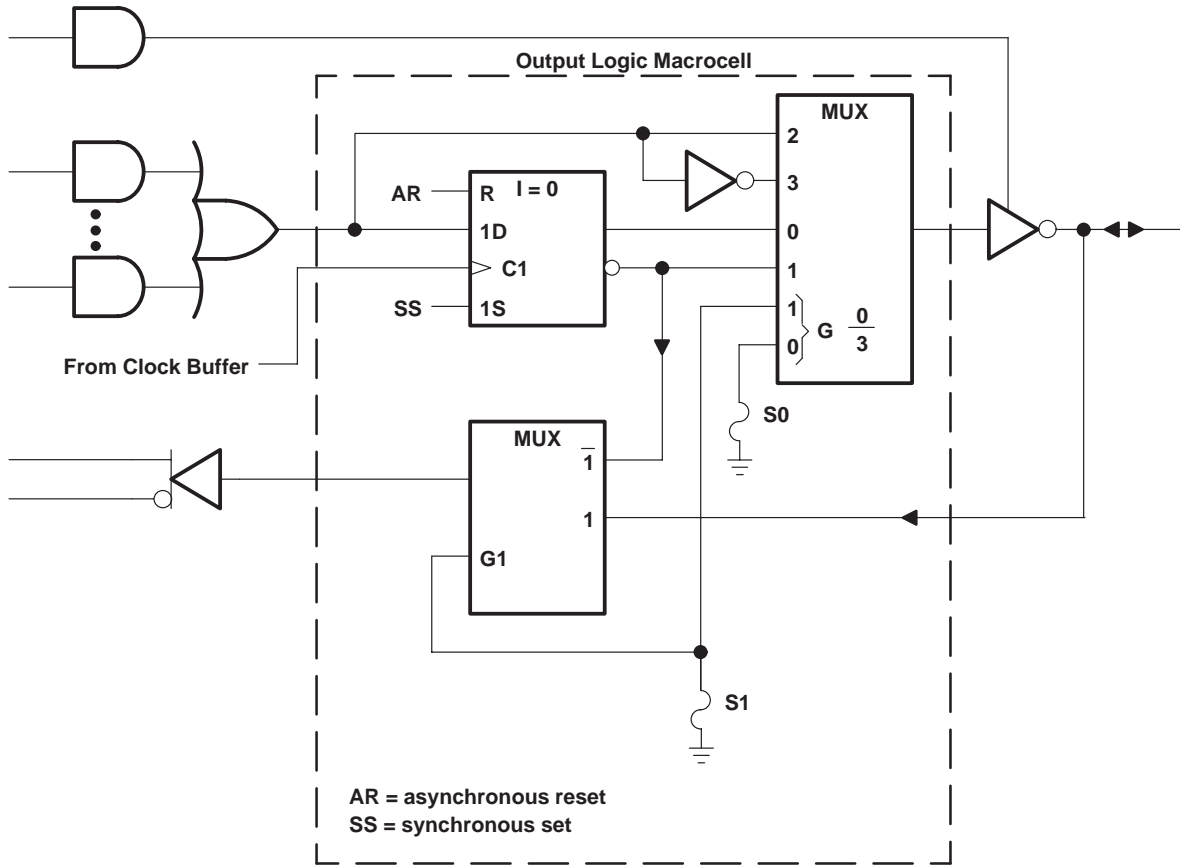 Output Logic Macrocell
MUX
2
3
0
1
1
0
G 0
3
AR
R
I = 0
1D
C1
SS
1S
From Clock Buffer
S0
MUX
1̅
1
G1
S1
AR = asynchronous reset
SS = synchronous set